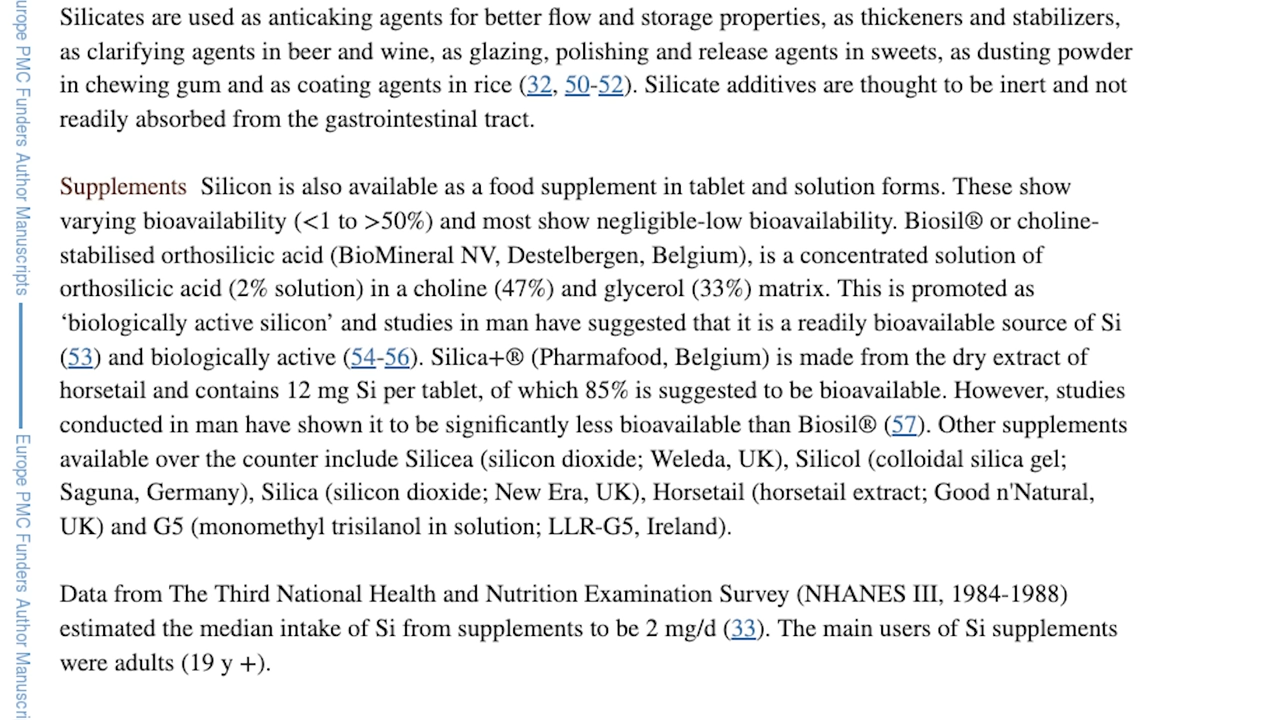 Silicates are used as anticaking agents for better flow and storage properties, as thickeners and stabilizers,
as clarifying agents in beer and wine, as glazing, polishing and release agents in sweets, as dusting powder
in chewing gum and as coating agents in rice (32, 50-52). Silicate additives are thought to be inert and not
readily absorbed from the gastrointestinal tract.
Supplements Silicon is also available as a food supplement in tablet and solution forms. These show
varying bioavailability (<1 to >50%) and most show negligible-low bioavailability. Biosil® or choline-
stabilised orthosilicic acid (BioMineral NV, Destelbergen, Belgium), is a concentrated solution of
orthosilicic acid (2% solution) in a choline (47%) and glycerol (33%) matrix. This is promoted as
‘biologically active silicon’ and studies in man have suggested that it is a readily bioavailable source of Si
(53) and biologically active (54-56). Silica+® (Pharmafood, Belgium) is made from the dry extract of
horsetail and contains 12 mg Si per tablet, of which 85% is suggested to be bioavailable. However, studies
conducted in man have shown it to be significantly less bioavailable than Biosil® (57). Other supplements
available over the counter include Silicea (silicon dioxide; Weleda, UK), Silicol (colloidal silica gel;
Saguna, Germany), Silica (silicon dioxide; New Era, UK), Horsetail (horsetail extract; Good n'Natural,
UK) and G5 (monomethyl trisilanol in solution; LLR-G5, Ireland).
Data from The Third National Health and Nutrition Examination Survey (NHANES III, 1984-1988)
estimated the median intake of Si from supplements to be 2 mg/d (33). The main users of Si supplements
were adults (19 y +).
urope PMC Funders Author Manuscripts
Europe PMC Funders Author Manuscri